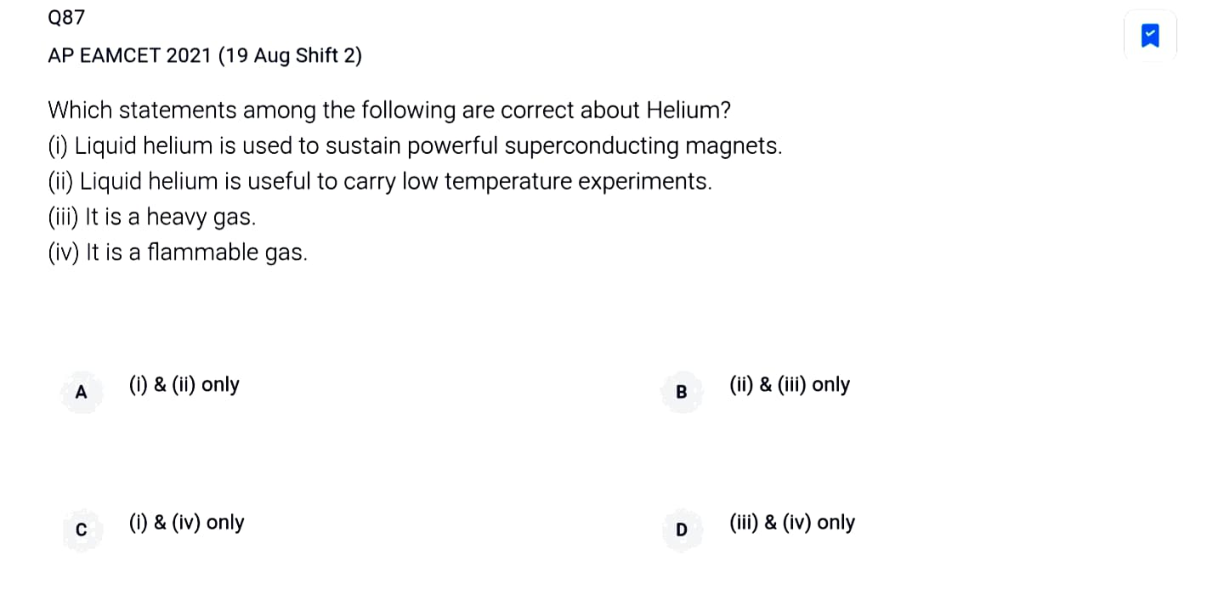 Q87
AP EAMCET 2021 (19 Aug Shift 2)
Which statements among the following are correct about Helium?
(i) Liquid helium is used to sustain powerful superconducting magnets.
(ii) Liquid helium is useful to carry low temperature experiments.
(iii) It is a heavy gas.
(iv) It is a flammable gas.
A (i) & (ii) only
B (ii) & (iii) only
C (i) & (iv) only
D (iii) & (iv) only